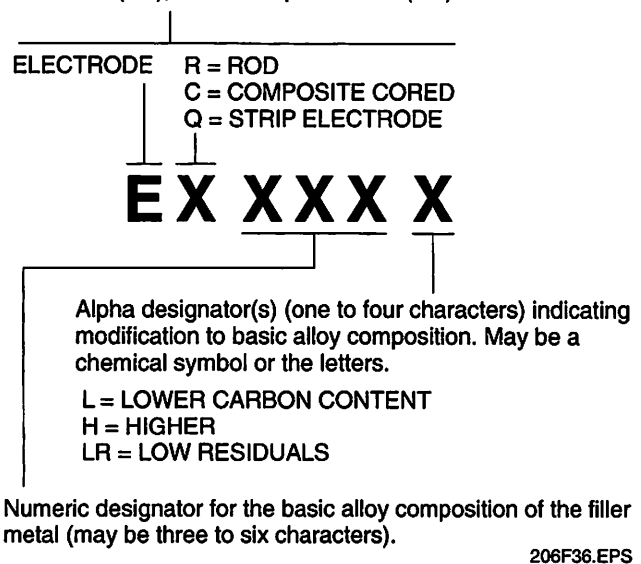 ELECTRODE R = ROD
C = COMPOSITE CORED
Q = STRIP ELECTRODE
E X X X X X
Alpha designator(s) (one to four characters) indicating
modification to basic alloy composition. May be a
chemical symbol or the letters.
L = LOWER CARBON CONTENT
H = HIGHER
LR = LOW RESIDUALS
Numeric designator for the basic alloy composition of the filler
metal (may be three to six characters).
206F36.EPS